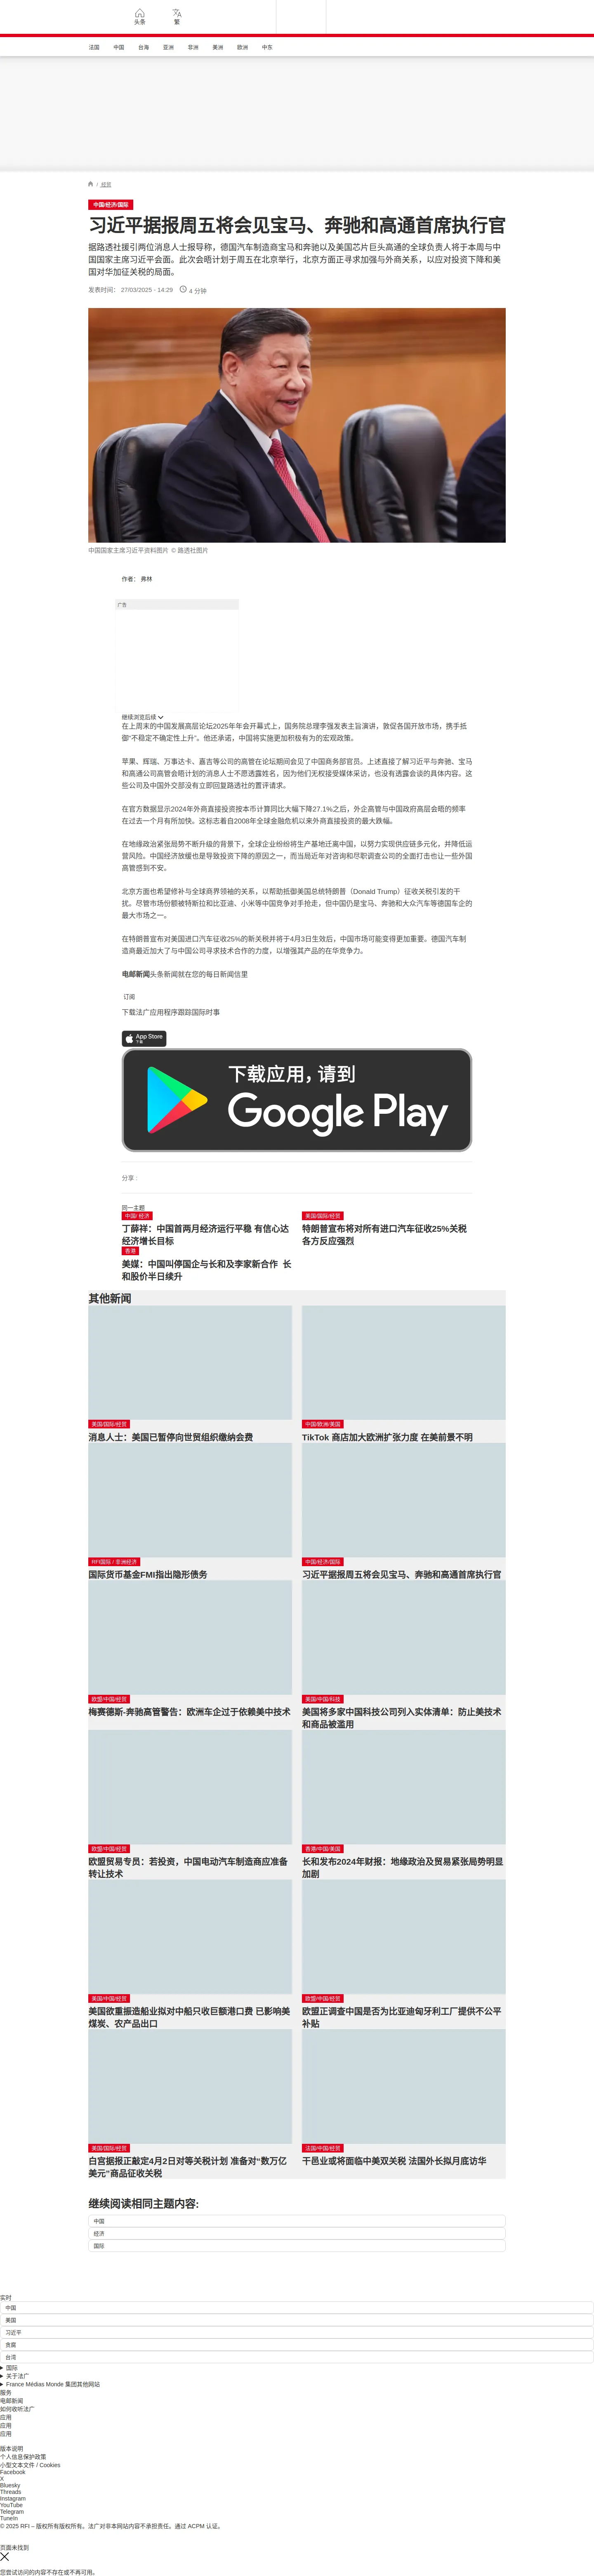 头条
繁
法国 中国 台海 亚洲 非洲 美洲 欧洲 中东
/ 经贸
中国/经济/国际
习近平据报周五将会见宝马、奔驰和高通首席执行官
据路透社援引两位消息人士报导称，德国汽车制造商宝马和奔驰以及美国芯片巨头高通的全球负责人将于本周与中
国国家主席习近平会面。此次会晤计划于周五在北京举行，北京方面正寻求加强与外商关系，以应对投资下降和美
国对华加征关税的局面。
发表时间： 27/03/2025 - 14:29 4 分钟
中国国家主席习近平资料图片 © 路透社图片
作者： 弗林
广告
继续浏览后续
在上周末的中国发展高层论坛2025年年会开幕式上，国务院总理李强发表主旨演讲，敦促各国开放市场，携手抵
御“不稳定不确定性上升”。他还承诺，中国将实施更加积极有为的宏观政策。
苹果、辉瑞、万事达卡、嘉吉等公司的高管在论坛期间会见了中国商务部官员。上述直接了解习近平与奔驰、宝马
和高通公司高管会晤计划的消息人士不愿透露姓名，因为他们无权接受媒体采访，也没有透露会谈的具体内容。这
些公司及中国外交部没有立即回复路透社的置评请求。
在官方数据显示2024年外商直接投资按本币计算同比大幅下降27.1%之后，外企高管与中国政府高层会晤的频率
在过去一个月有所加快。这标志着自2008年全球金融危机以来外商直接投资的最大跌幅。
在地缘政治紧张局势不断升级的背景下，全球企业纷纷将生产基地迁离中国，以努力实现供应链多元化，并降低运
营风险。中国经济放缓也是导致投资下降的原因之一，而当局近年对咨询和尽职调查公司的全面打击也让一些外国
高管感到不安。
北京方面也希望修补与全球商界领袖的关系，以帮助抵御美国总统特朗普（Donald Trump）征收关税引发的干
扰。尽管市场份额被特斯拉和比亚迪、小米等中国竞争对手抢走，但中国仍是宝马、奔驰和大众汽车等德国车企的
最大市场之一。
在特朗普宣布对美国进口汽车征收25%的新关税并将于4月3日生效后，中国市场可能变得更加重要。德国汽车制
造商最近加大了与中国公司寻求技术合作的力度，以增强其产品的在华竞争力。
电邮新闻头条新闻就在您的每日新闻信里
订阅
下载法广应用程序跟踪国际时事
App Store
下载应用，请到
Google Play
分享 :
同一主题
中国/ 经济
丁薛祥：中国首两月经济运行平稳 有信心达
经济增长目标
美国/国际/经贸
特朗普宣布将对所有进口汽车征收25%关税
各方反应强烈
香港
美媒：中国叫停国企与长和及李家新合作 长
和股价半日续升
其他新闻
美国/国际/经贸
消息人士：美国已暂停向世贸组织缴纳会费
中国/欧洲/美国
TikTok 商店加大欧洲扩张力度 在美前景不明
RFI国际 / 非洲经济
国际货币基金FMI指出隐形债务
中国/经济/国际
习近平据报周五将会见宝马、奔驰和高通首席执行官
欧盟/中国/经贸
梅赛德斯-奔驰高管警告：欧洲车企过于依赖美中技术
美国/中国/科技
美国将多家中国科技公司列入实体清单：防止美技术
和商品被滥用
欧盟/中国/经贸
欧盟贸易专员：若投资，中国电动汽车制造商应准备
转让技术
香港/中国/美国
长和发布2024年财报：地缘政治及贸易紧张局势明显
加剧
美国/中国/经贸
美国欲重振造船业拟对中船只收巨额港口费 已影响美
煤炭、农产品出口
欧盟/中国/经贸
欧盟正调查中国是否为比亚迪匈牙利工厂提供不公平
补贴
美国/国际/经贸
白宫据报正敲定4月2日对等关税计划 准备对“数万亿
美元”商品征收关税
法国/中国/经贸
干邑业或将面临中美双关税 法国外长拟月底访华
继续阅读相同主题内容:
中国
经济
国际
实时
中国
美国
习近平
贪腐
台湾
国际
关于法广
France Médias Monde 集团其他网站
服务
电邮新闻
如何收听法广
应用
应用
应用
版本说明
个人信息保护政策
小型文本文件 / Cookies
Facebook
X
Bluesky
Threads
Instagram
YouTube
Telegram
TuneIn
© 2025 RFI – 版权所有版权所有。法广对非本网站内容不承担责任。通过 ACPM 认证。
页面未找到
您尝试访问的内容不存在或不再可用。